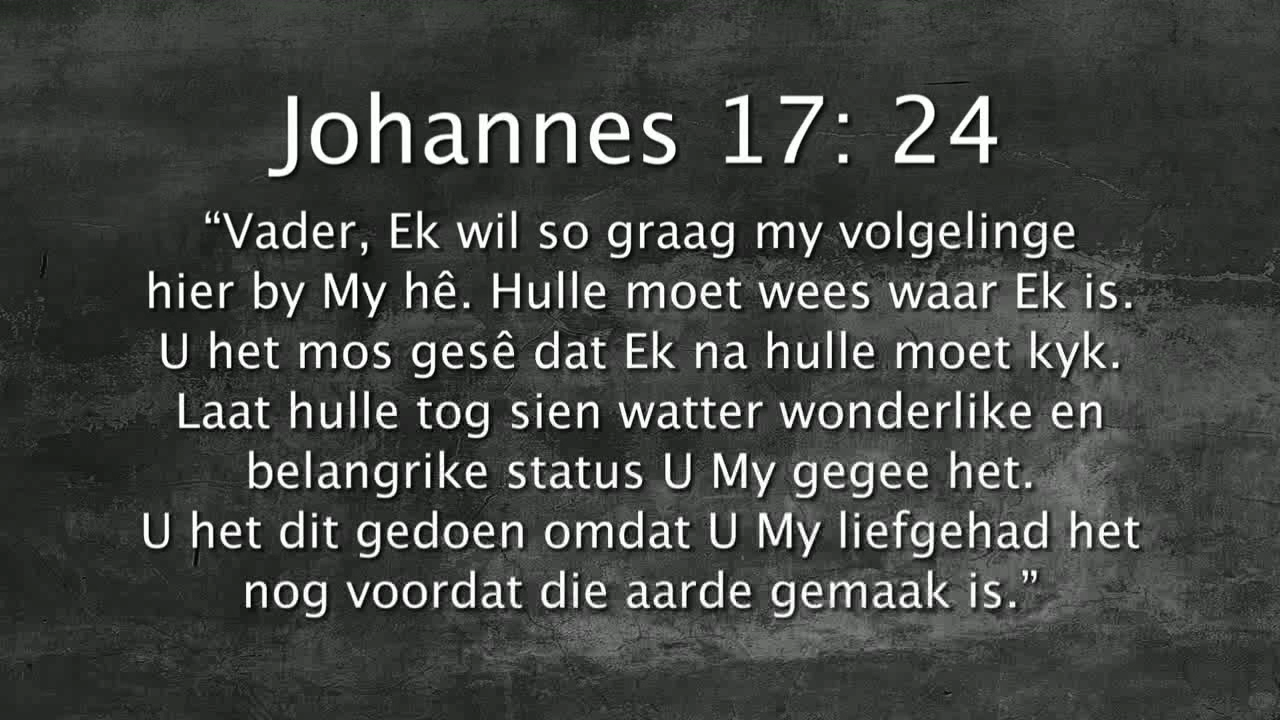 Johannes 17: 24
“Vader, Ek wil so graag my volgelinge
hier by My hê. Hulle moet wees waar Ek is.
U het mos gesê dat Ek na hulle moet kyk.
Laat hulle tog sien watter wonderlike en
belangrike status U My gegee het.
U het dit gedoen omdat U My liefgehad het
nog voordat die aarde gemaak is.”